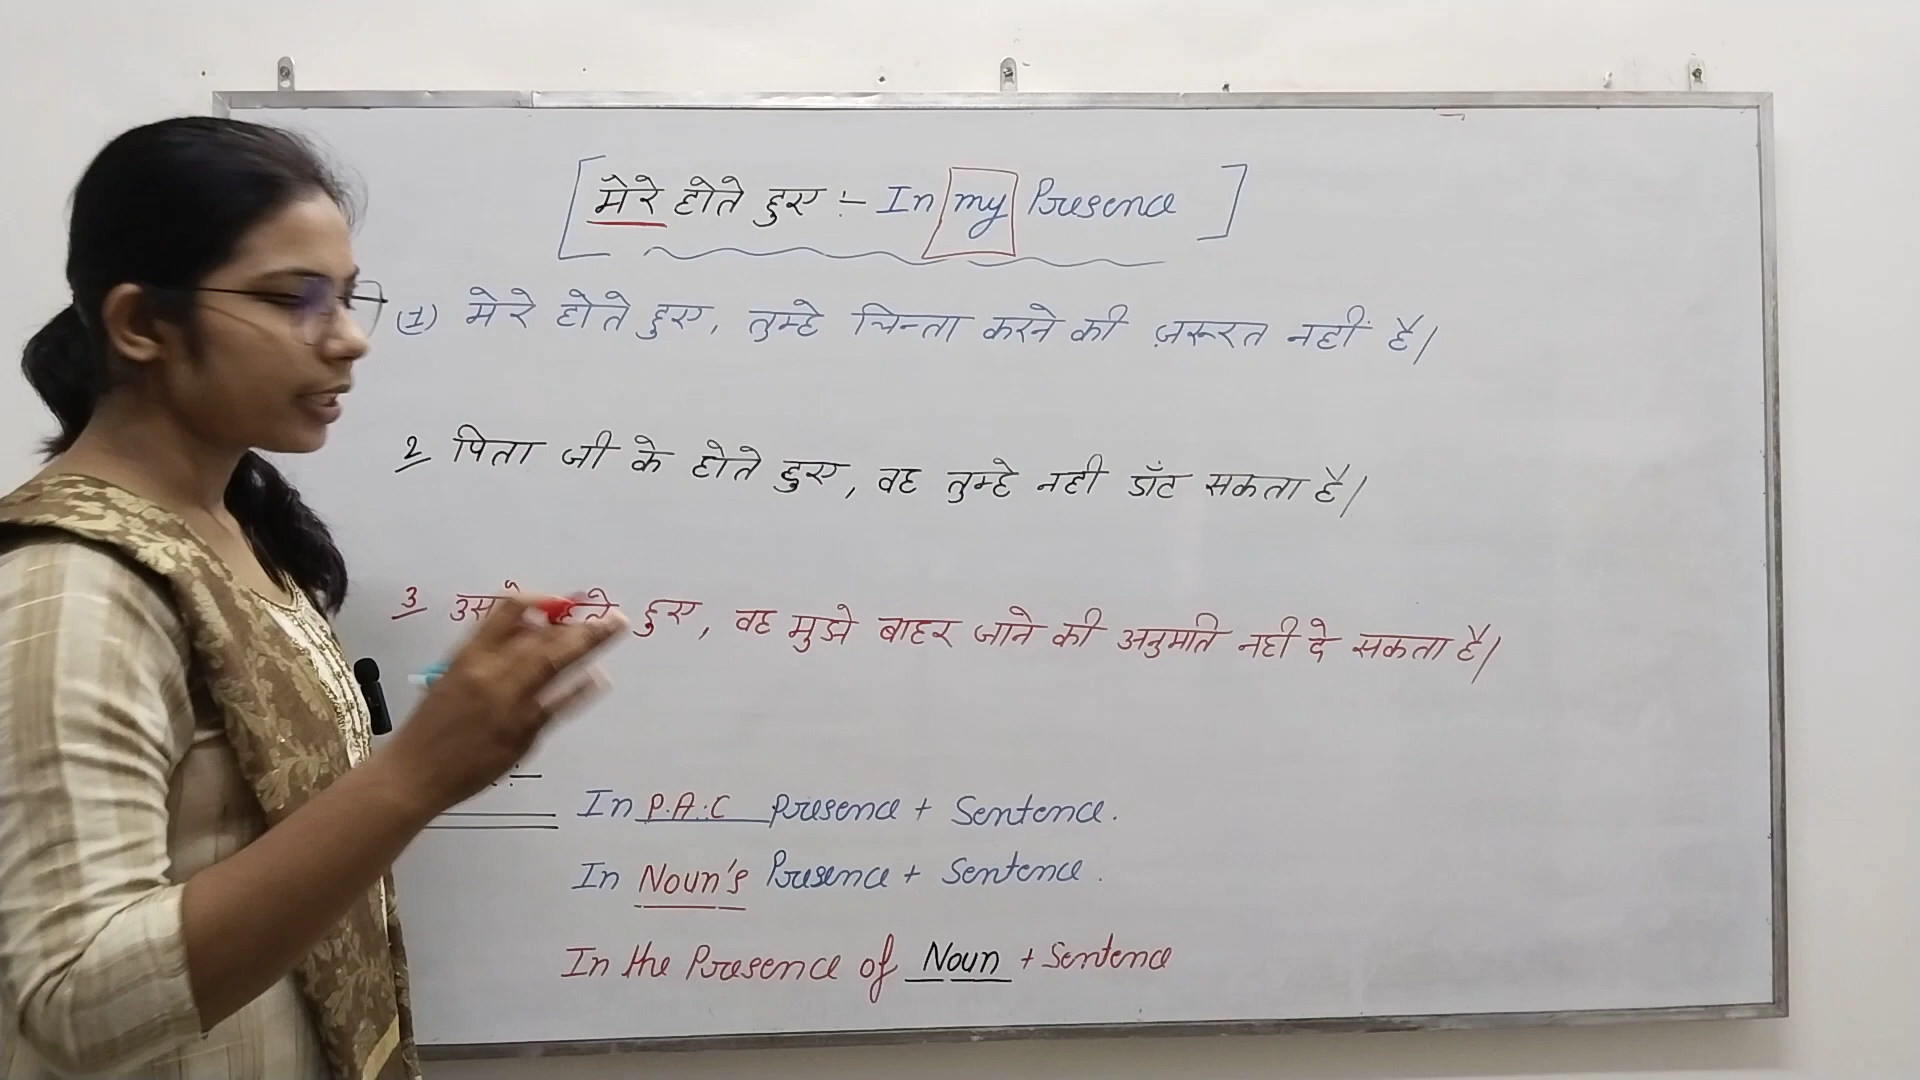 [मेरे होते हुए :- In my Presence]
(1) मेरे होते हुए, तुम्हे चिन्ता करने की ज़रूरत नहीं है।
2 पिता जी के होते हुए, वह तुम्हे नही डाँट सकता है।
3 हुए, वह मुझे बाहर जाने की अनुमति नही दे सकता है।
In P.A.C presence + Sentence.
In Noun's Presence + Sentence.
In the Presence of Noun + Sentence